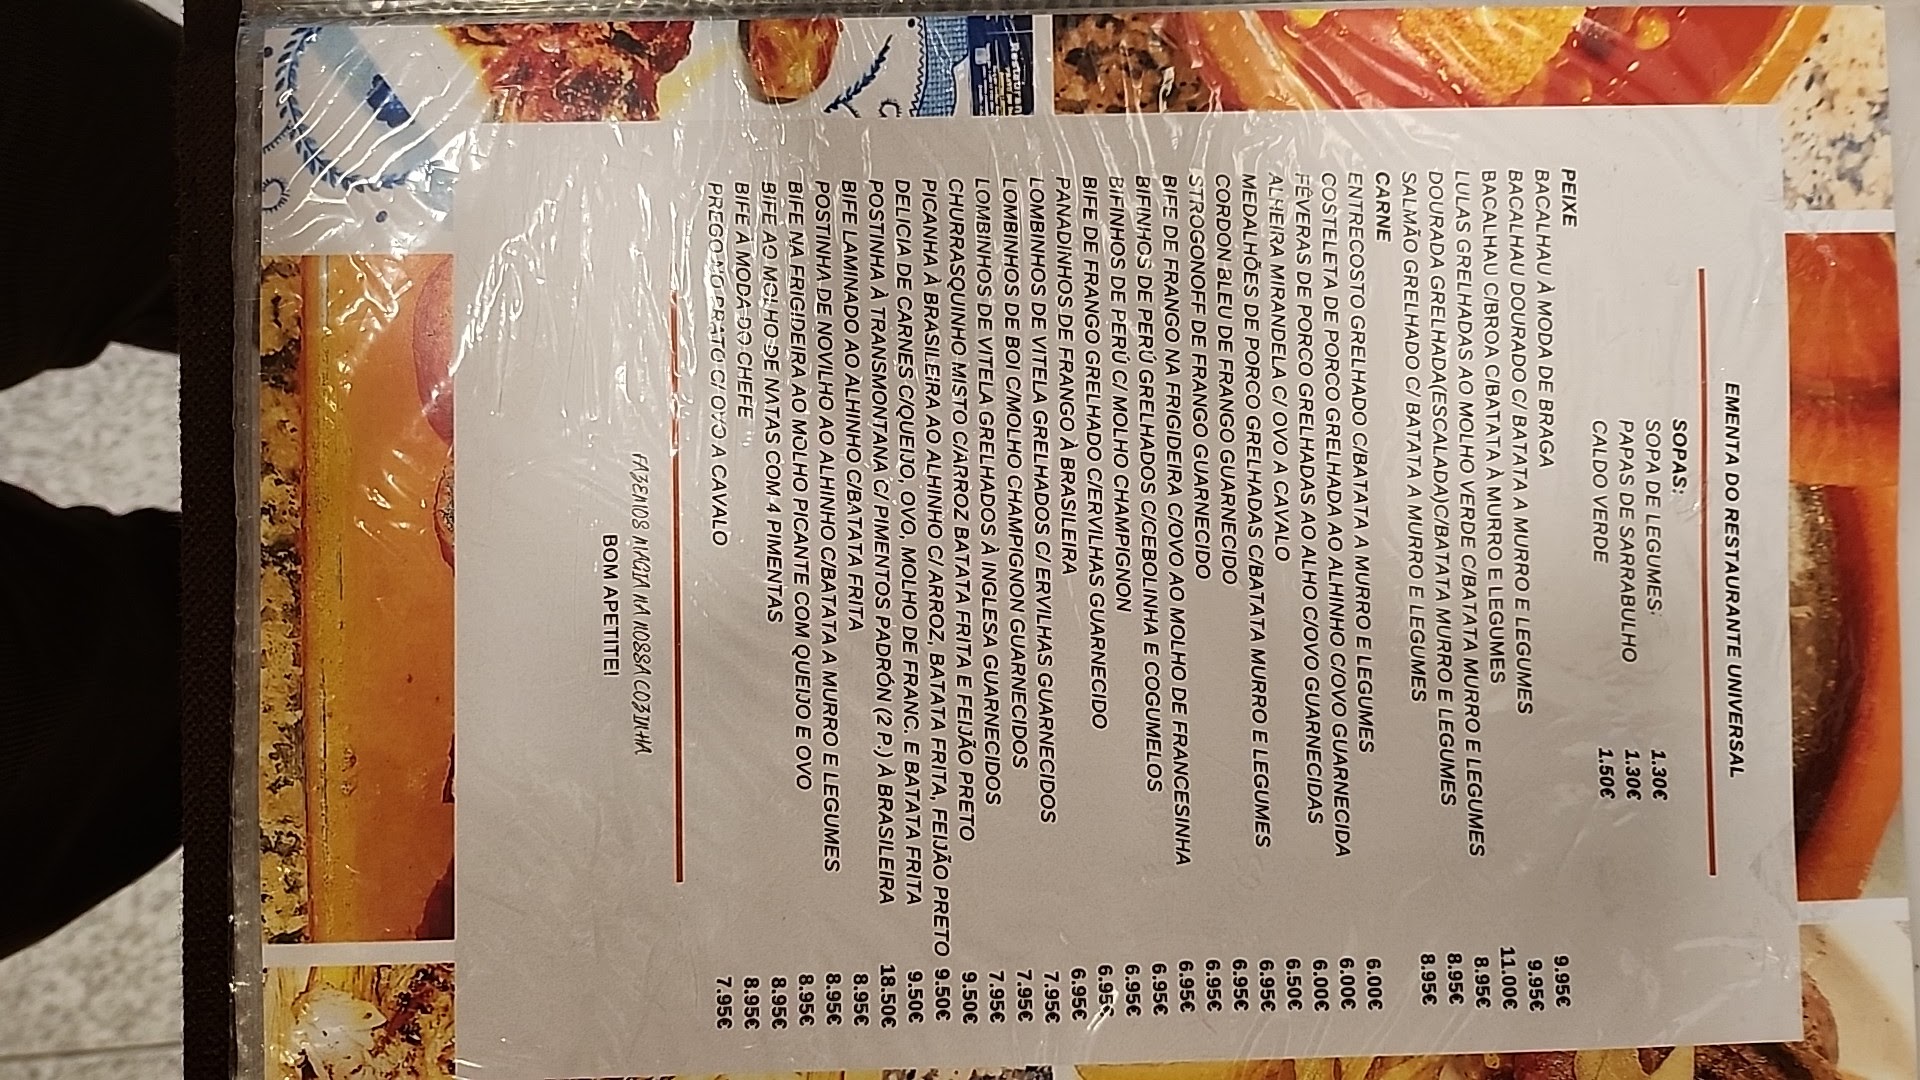 EMENTA DO RESTAURANTE UNIVERSAL
SOPAS:
SOPA DE LEGUMES: 1.30€
PAPAS DE SARRABULHO 1.30€
CALDO VERDE 1.50€
PEIXE
BACALHAU À MODA DE BRAGA 9.95€
BACALHAU DOURADO C/ BATATA A MURRO E LEGUMES 9.95€
BACALHAU C/BROA C/BATATA À MURRO E LEGUMES 11.00€
LULAS GRELHADAS AO MOLHO VERDE C/BATATA MURRO E LEGUMES 8.95€
DOURADA GRELHADA(ESCALADA)C/BATATA MURRO E LEGUMES 8.95€
SALMÃO GRELHADO C/ BATATA A MURRO E LEGUMES 8.95€
CARNE
ENTRECOSTO GRELHADO C/BATATA A MURRO E LEGUMES 6.00€
COSTELETA DE PORCO GRELHADA AO ALHINHO C/OVO GUARNECIDA 6.00€
FÊVERAS DE PORCO GRELHADAS AO ALHO C/OVO GUARNECIDAS 6.00€
ALHEIRA MIRANDELA C/ OVO A CAVALO 6.50€
MEDALHÕES DE PORCO GRELHADAS C/BATATA MURRO E LEGUMES 6.95€
CORDON BLEU DE FRANGO GUARNECIDO 6.95€
STROGONOFF DE FRANGO GUARNECIDO 6.95€
BIFE DE FRANGO NA FRIGIDEIRA C/OVO AO MOLHO DE FRANCESINHA 6.95€
BIFINHOS DE PERÚ GRELHADOS C/CEBOLINHA E COGUMELOS 6.95€
BIFINHOS DE PERÚ C/ MOLHO CHAMPIGNON 6.95€
BIFE DE FRANGO GRELHADO C/ERVILHAS GUARNECIDO 6.95€
PANADINHOS DE FRANGO À BRASILEIRA 6.95€
LOMBINHOS DE VITELA GRELHADOS C/ ERVILHAS GUARNECIDOS 7.95€
LOMBINHOS DE BOI C/MOLHO CHAMPIGNON GUARNECIDOS 7.95€
LOMBINHOS DE VITELA GRELHADOS À INGLESA GUARNECIDOS 7.95€
CHURRASQUINHO MISTO C/ARROZ BATATA FRITA E FEIJÃO PRETO 9.50€
PICANHA À BRASILEIRA AO ALHINHO C/ ARROZ, BATATA FRITA, FEIJÃO PRETO 9.50€
DELICIA DE CARNES C/QUEIJO, OVO, MOLHO DE FRANC. E BATATA FRITA 9.50€
POSTINHA À TRANSMONTANA C/ PIMENTOS PADRÓN (2 P.) À BRASILEIRA 18.50€
BIFE LAMINADO AO ALHINHO C/BATATA FRITA 8.95€
POSTINHA DE NOVILHO AO ALHINHO C/BATATA A MURRO E LEGUMES 8.95€
BIFE NA FRIGIDEIRA AO MOLHO PICANTE COM QUEIJO E OVO 8.95€
BIFE AO MOLHO DE NATAS COM 4 PIMENTAS 8.95€
BIFE À MODA DO CHEFE 8.95€
PREGO NO PRATO C/ OVO A CAVALO 7.95€
FAZEMOS MAGIA NA NOSSA COZINHA
BOM APETITE!